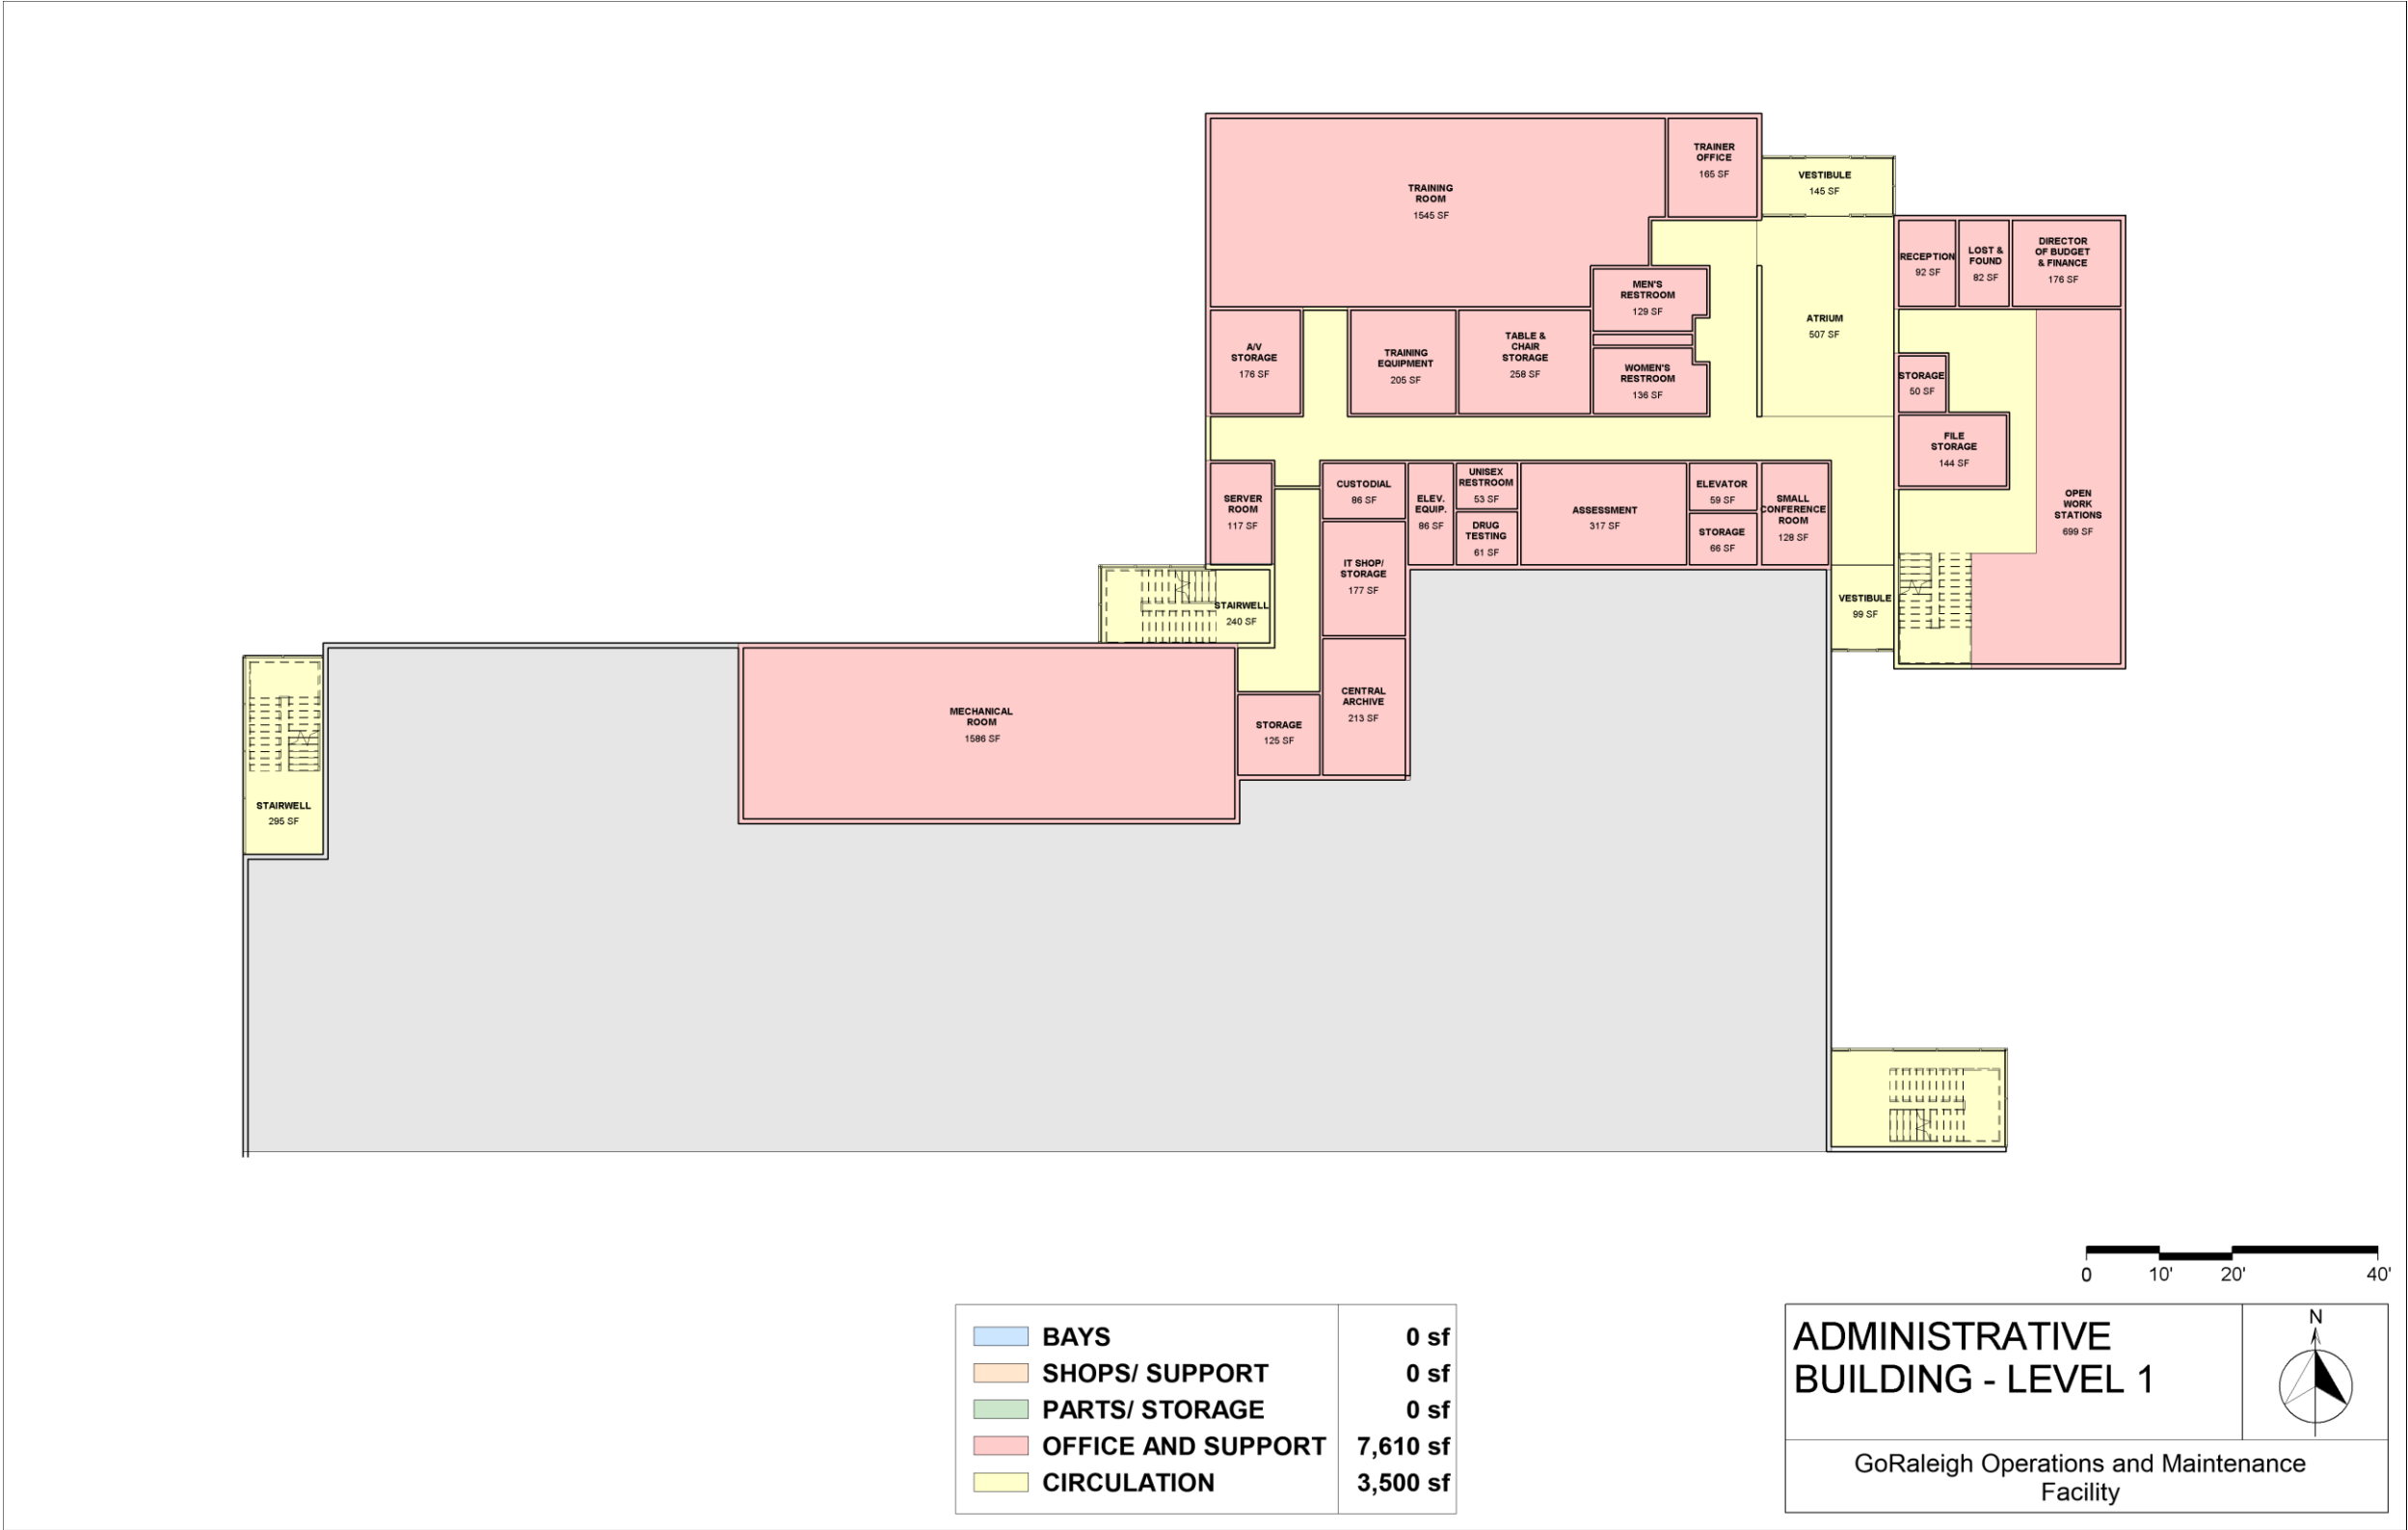 TRAINING
ROOM
1545 SF
TRAINER
OFFICE
165 SF
VESTIBULE
145 SF
RECEPTION
92 SF
LOST &
FOUND
82 SF
DIRECTOR
OF BUDGET
& FINANCE
176 SF
MEN'S
RESTROOM
129 SF
ATRIUM
507 SF
A/V
STORAGE
176 SF
TRAINING
EQUIPMENT
205 SF
TABLE &
CHAIR
STORAGE
258 SF
WOMEN'S
RESTROOM
136 SF
STORAGE
50 SF
FILE
STORAGE
144 SF
OPEN
WORK
STATIONS
699 SF
SERVER
ROOM
117 SF
CUSTODIAL
86 SF
ELEV.
EQUIP.
86 SF
UNISEX
RESTROOM
53 SF
DRUG
TESTING
61 SF
ASSESSMENT
317 SF
ELEVATOR
59 SF
STORAGE
66 SF
SMALL
CONFERENCE
ROOM
128 SF
IT SHOP/
STORAGE
177 SF
STAIRWELL
240 SF
VESTIBULE
99 SF
MECHANICAL
ROOM
1586 SF
STORAGE
125 SF
CENTRAL
ARCHIVE
213 SF
STAIRWELL
295 SF
0 10' 20' 40'
BAYS 0 sf
SHOPS/ SUPPORT 0 sf
PARTS/ STORAGE 0 sf
OFFICE AND SUPPORT 7,610 sf
CIRCULATION 3,500 sf
ADMINISTRATIVE
BUILDING - LEVEL 1
N
GoRaleigh Operations and Maintenance
Facility